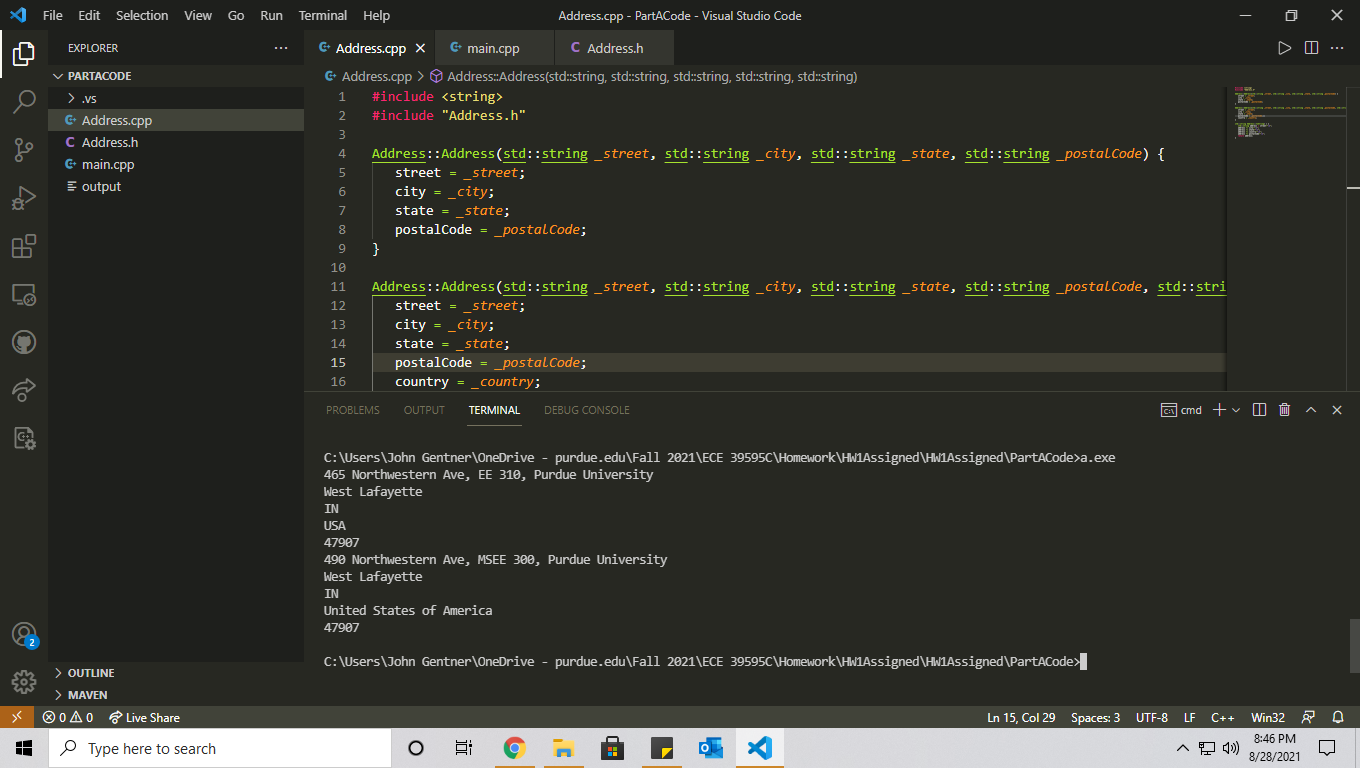 File Edit Selection View Go Run Terminal Help Address.cpp - PartACode - Visual Studio Code
EXPLORER
PARTACODE
.vs
Address.cpp
Address.h
main.cpp
output
OUTLINE
MAVEN
Address.cpp main.cpp Address.h
Address.cpp > Address::Address(std::string, std::string, std::string, std::string, std::string)
1 #include <string>
2 #include "Address.h"
3
4 Address::Address(std::string _street, std::string _city, std::string _state, std::string _postalCode) {
5 street = _street;
6 city = _city;
7 state = _state;
8 postalCode = _postalCode;
9 }
10
11 Address::Address(std::string _street, std::string _city, std::string _state, std::string _postalCode, std::stri
12 street = _street;
13 city = _city;
14 state = _state;
15 postalCode = _postalCode;
16 country = _country;
PROBLEMS OUTPUT TERMINAL DEBUG CONSOLE cmd
C:\Users\John Gentner\OneDrive - purdue.edu\Fall 2021\ECE 39595C\Homework\HW1Assigned\HW1Assigned\PartACode>a.exe
465 Northwestern Ave, EE 310, Purdue University
West Lafayette
IN
USA
47907
490 Northwestern Ave, MSEE 300, Purdue University
West Lafayette
IN
United States of America
47907
C:\Users\John Gentner\OneDrive - purdue.edu\Fall 2021\ECE 39595C\Homework\HW1Assigned\HW1Assigned\PartACode>
2
0 0 Live Share Ln 15, Col 29 Spaces: 3 UTF-8 LF C++ Win32
Type here to search
8:46 PM
8/28/2021